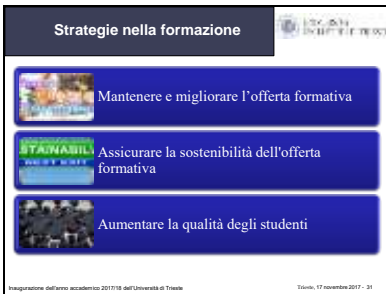 Strategie nella formazione
Mantenere e migliorare l'offerta formativa
Assicurare la sostenibilità dell'offerta
formativa
Aumentare la qualità degli studenti
Inaugurazione dell'anno accademico 2017/18 dell'Università di Trieste
Trieste, 17 novembre 2017 - 31